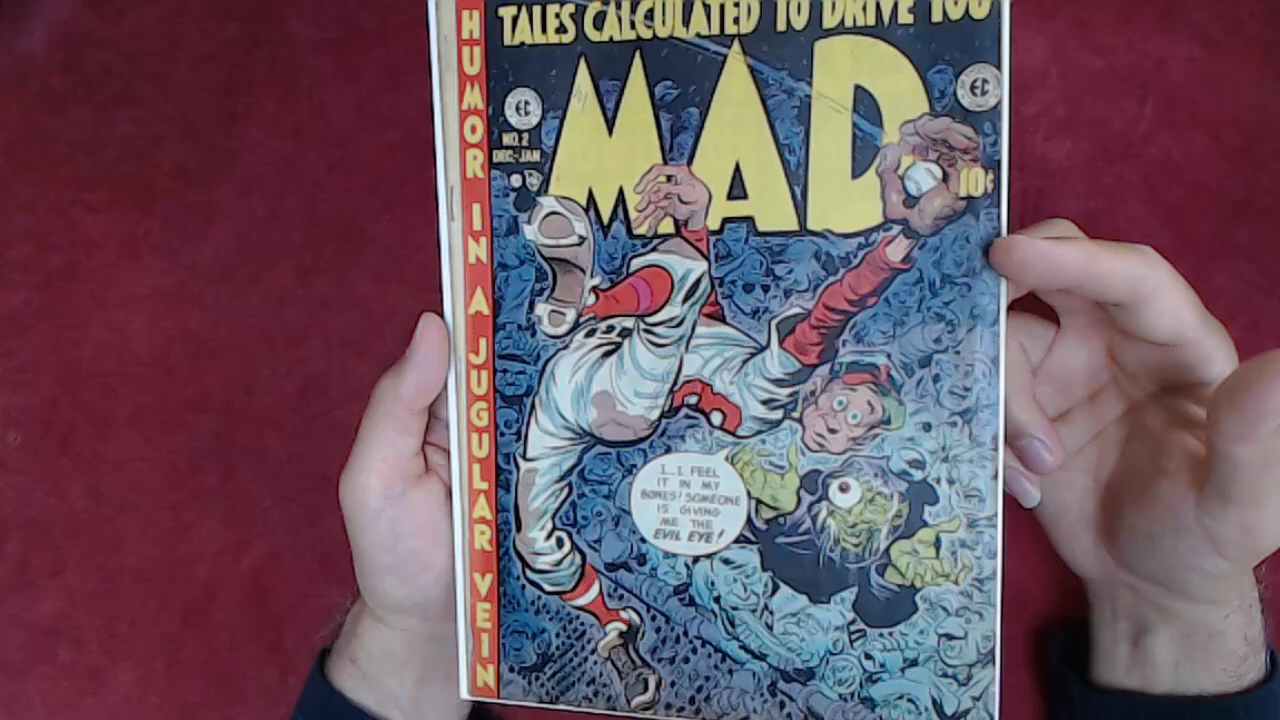 TALES CALCULATED TO DRIVE YOU
MAD
HUMOR IN A JUGULAR VEIN
EC
NO. 2
DEC-JAN
EC
10¢
I... I FEEL
IT IN MY
BONES! SOMEONE
IS GIVING
ME THE
EVIL EYE!